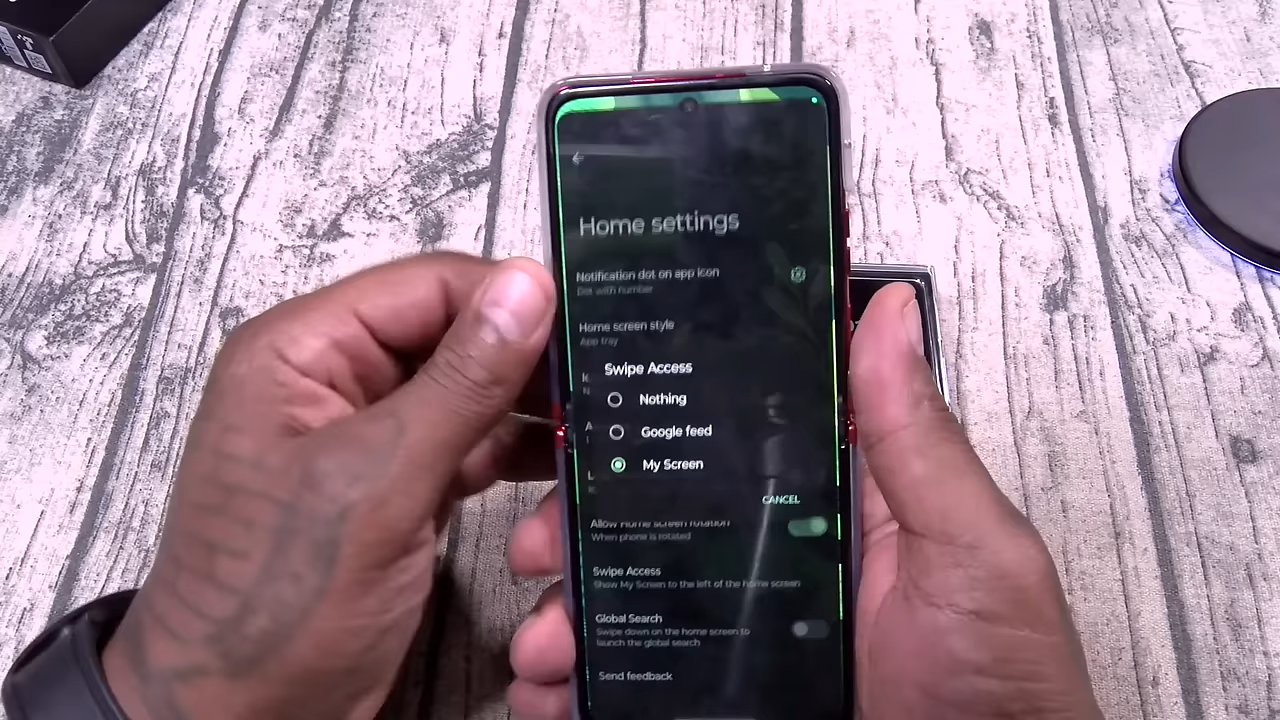 Home settings
Notification dot on app icon
Dot with number
Home screen style
App tray
Swipe Access
Nothing
Google feed
My Screen
CANCEL
Allow Home screen rotation
When phone is rotated
Swipe Access
Show My Screen to the left of the home screen
Global Search
Swipe down on the home screen to
launch the global search
Send feedback